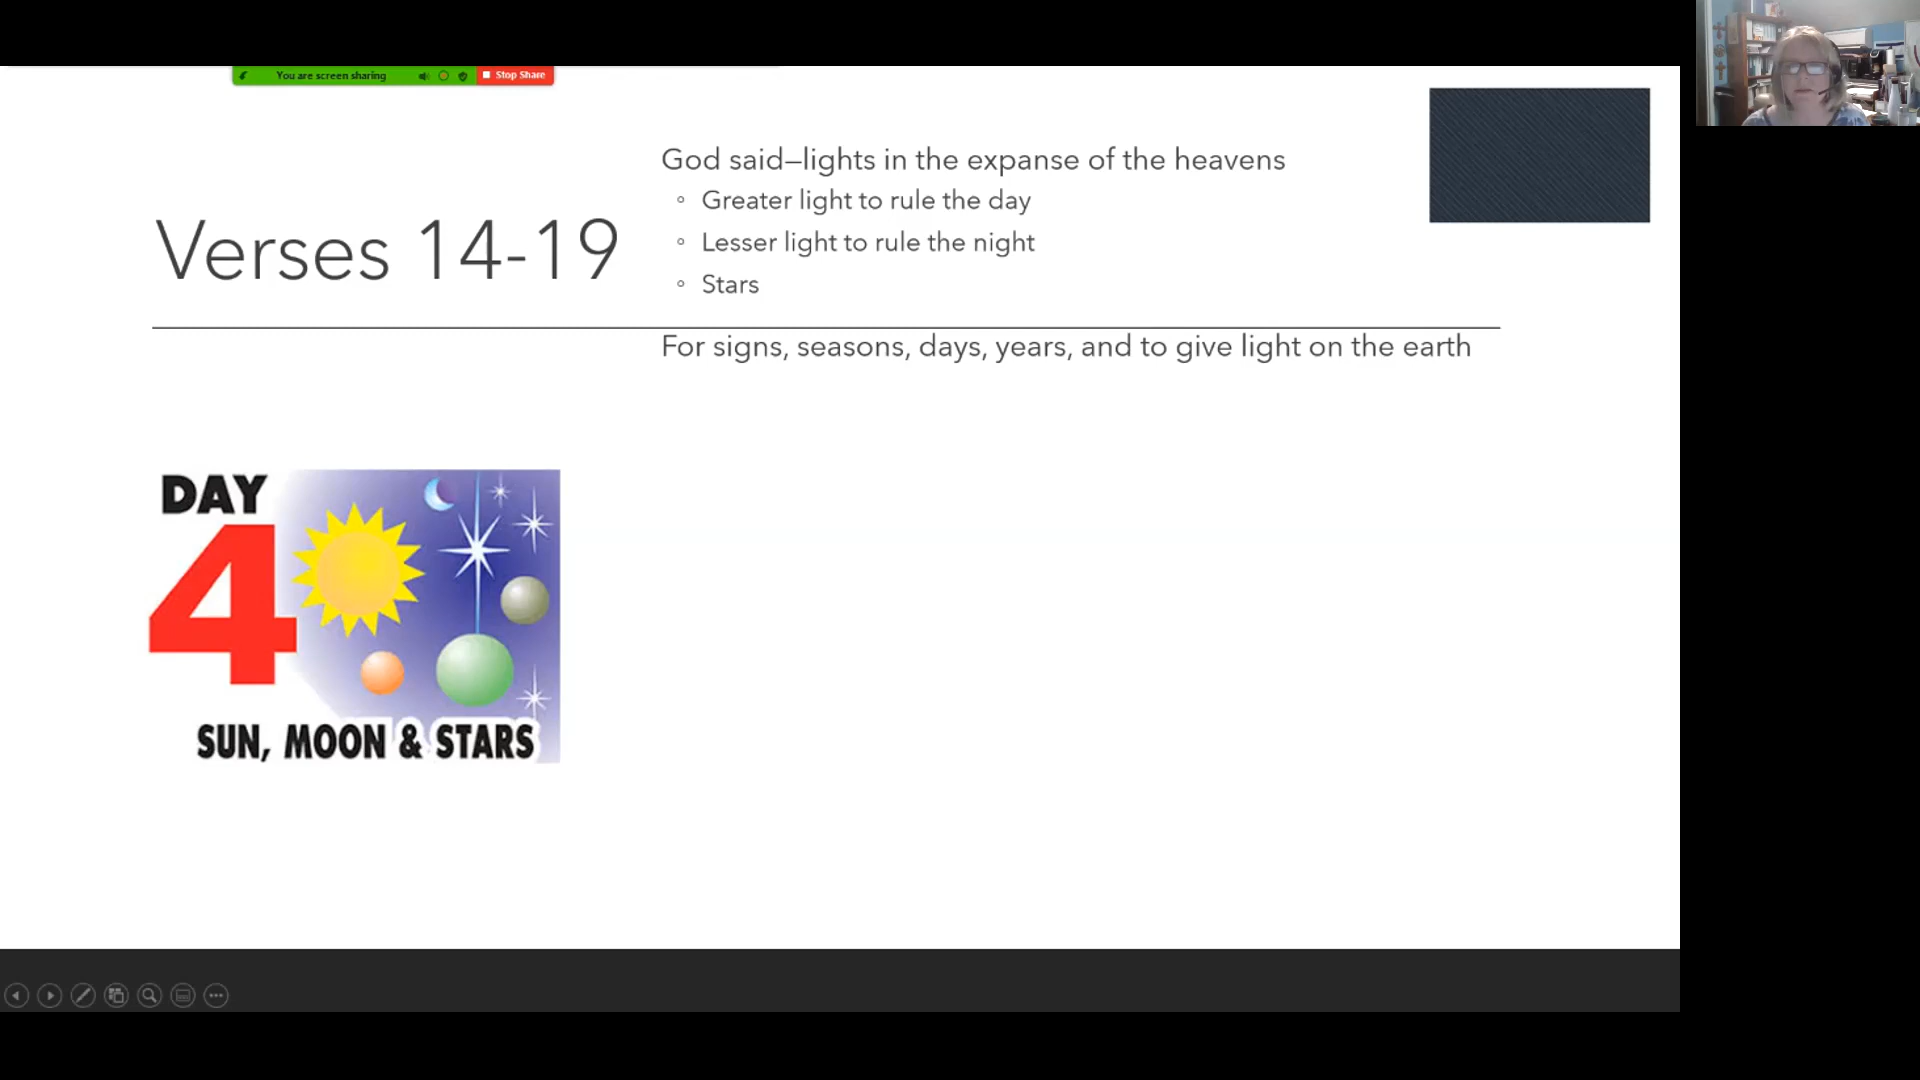 You are screen sharing
Stop Share
God said–lights in the expanse of the heavens
Greater light to rule the day
Lesser light to rule the night
Stars
Verses 14-19
For signs, seasons, days, years, and to give light on the earth
DAY
4
SUN, MOON & STARS